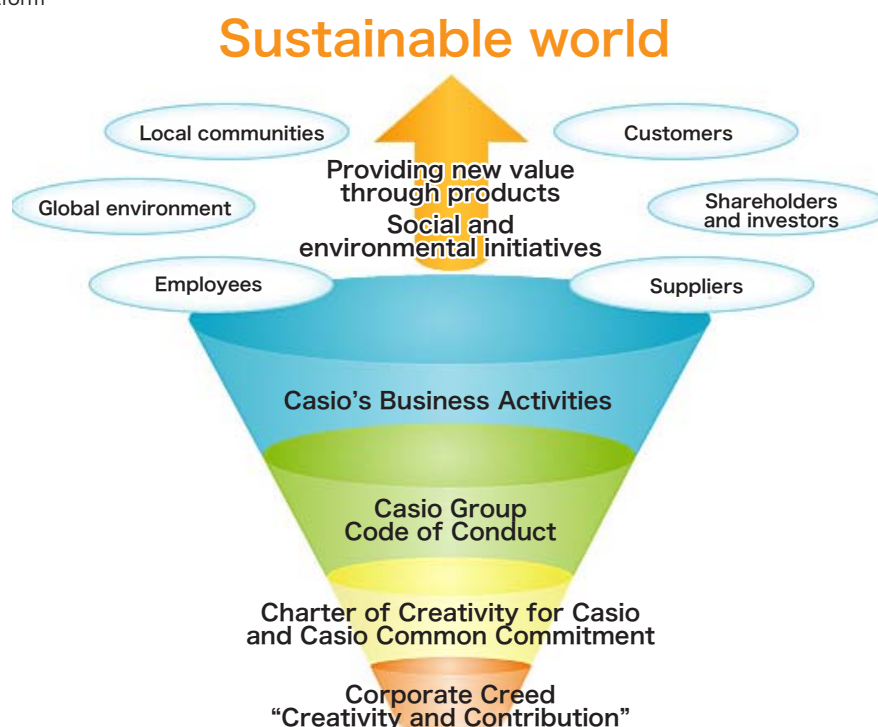 Sustainable world
Local communities
Customers
Providing new value
through products
Global environment
Shareholders
and investors
Social and
environmental initiatives
Employees
Suppliers
Casio’s Business Activities
Casio Group
Code of Conduct
Charter of Creativity for Casio
and Casio Common Commitment
Corporate Creed
“Creativity and Contribution”